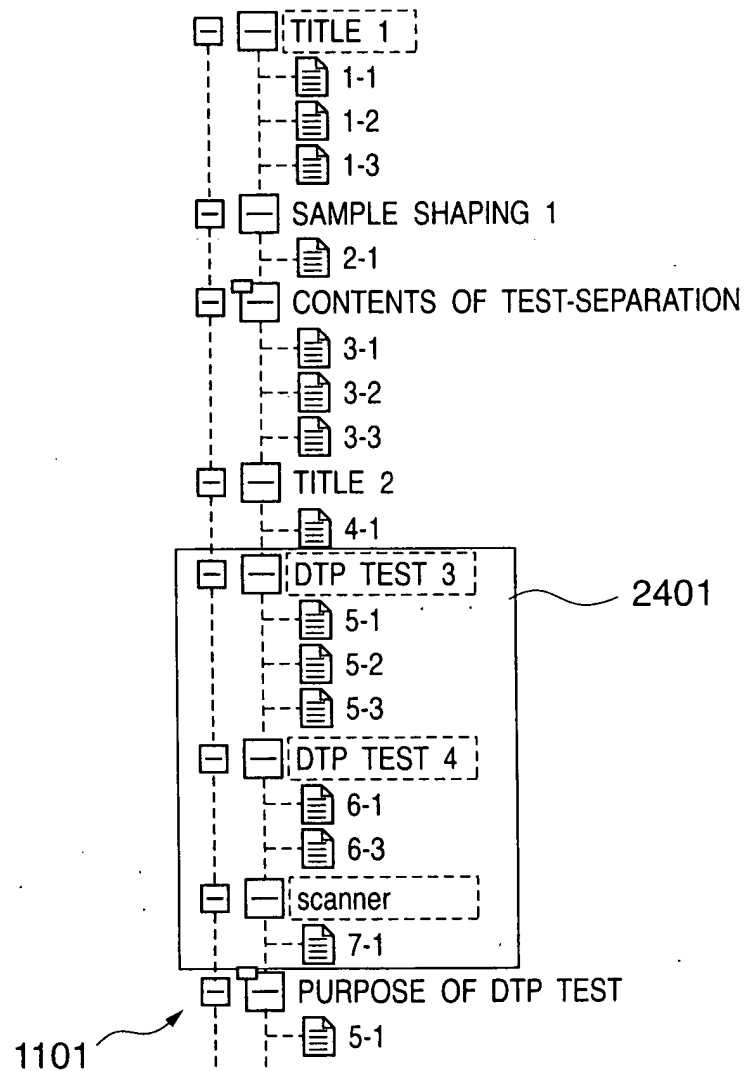 TITLE 1
1-1
1-2
1-3
SAMPLE SHAPING 1
2-1
CONTENTS OF TEST-SEPARATION
3-1
3-2
3-3
TITLE 2
4-1
DTP TEST 3
2401
5-1
5-2
5-3
DTP TEST 4
6-1
6-3
scanner
7-1
PURPOSE OF DTP TEST
5-1
1101